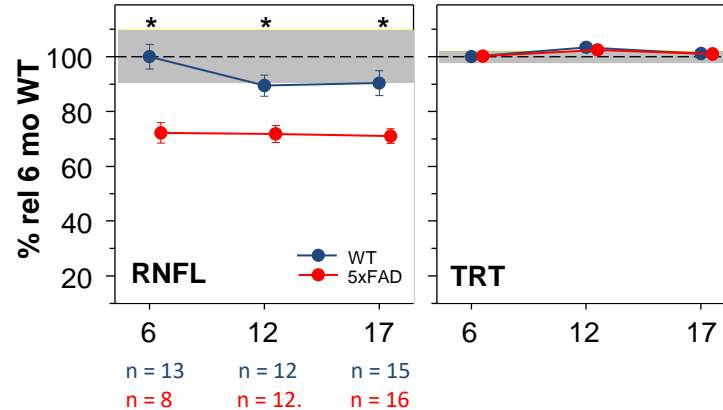 * * *
% rel 6 mo WT
100
80
60
40
20
WT
5xFAD
RNFL
TRT
6 12 17
6 12 17
n = 13 n = 12 n = 15
n = 8 n = 12. n = 16